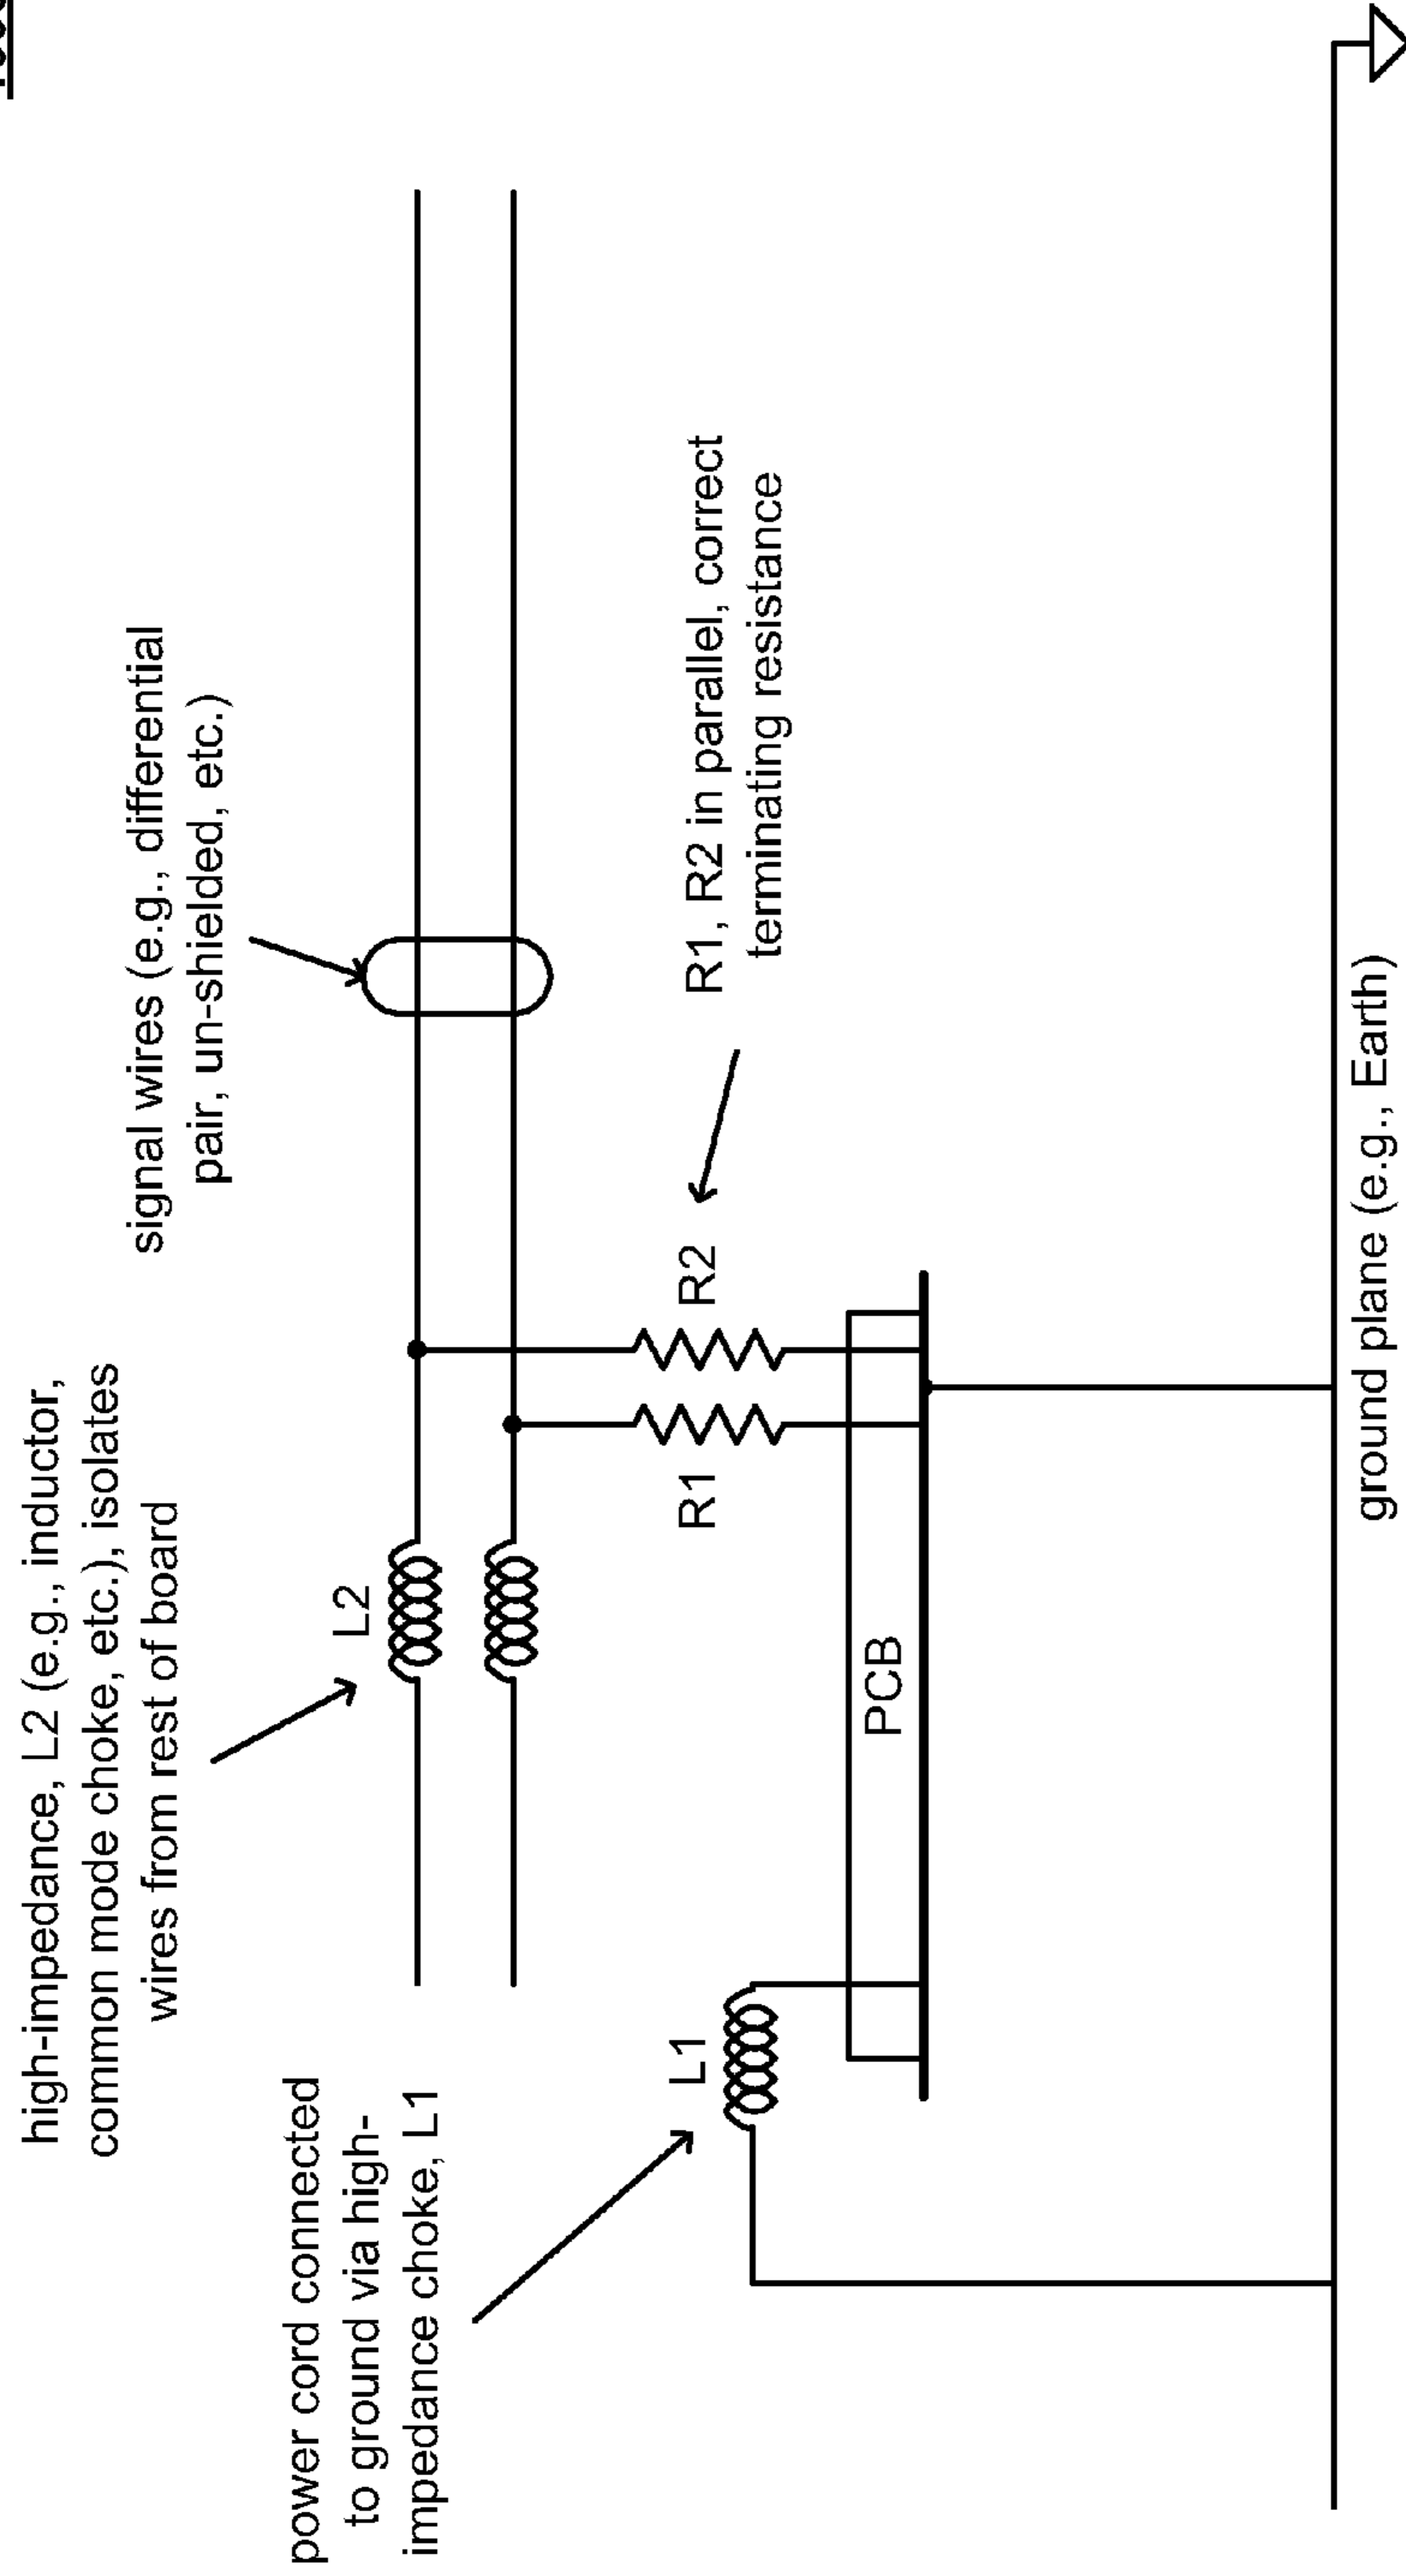 high-impedance, L2 (e.g., inductor,
common mode choke, etc.), isolates
wires from rest of board
signal wires (e.g., differential
pair, un-shielded, etc.)
power cord connected
to ground via high-
impedance choke, L1
L2
R1, R2 in parallel, correct
terminating resistance
L1
R1
R2
PCB
ground plane (e.g., Earth)